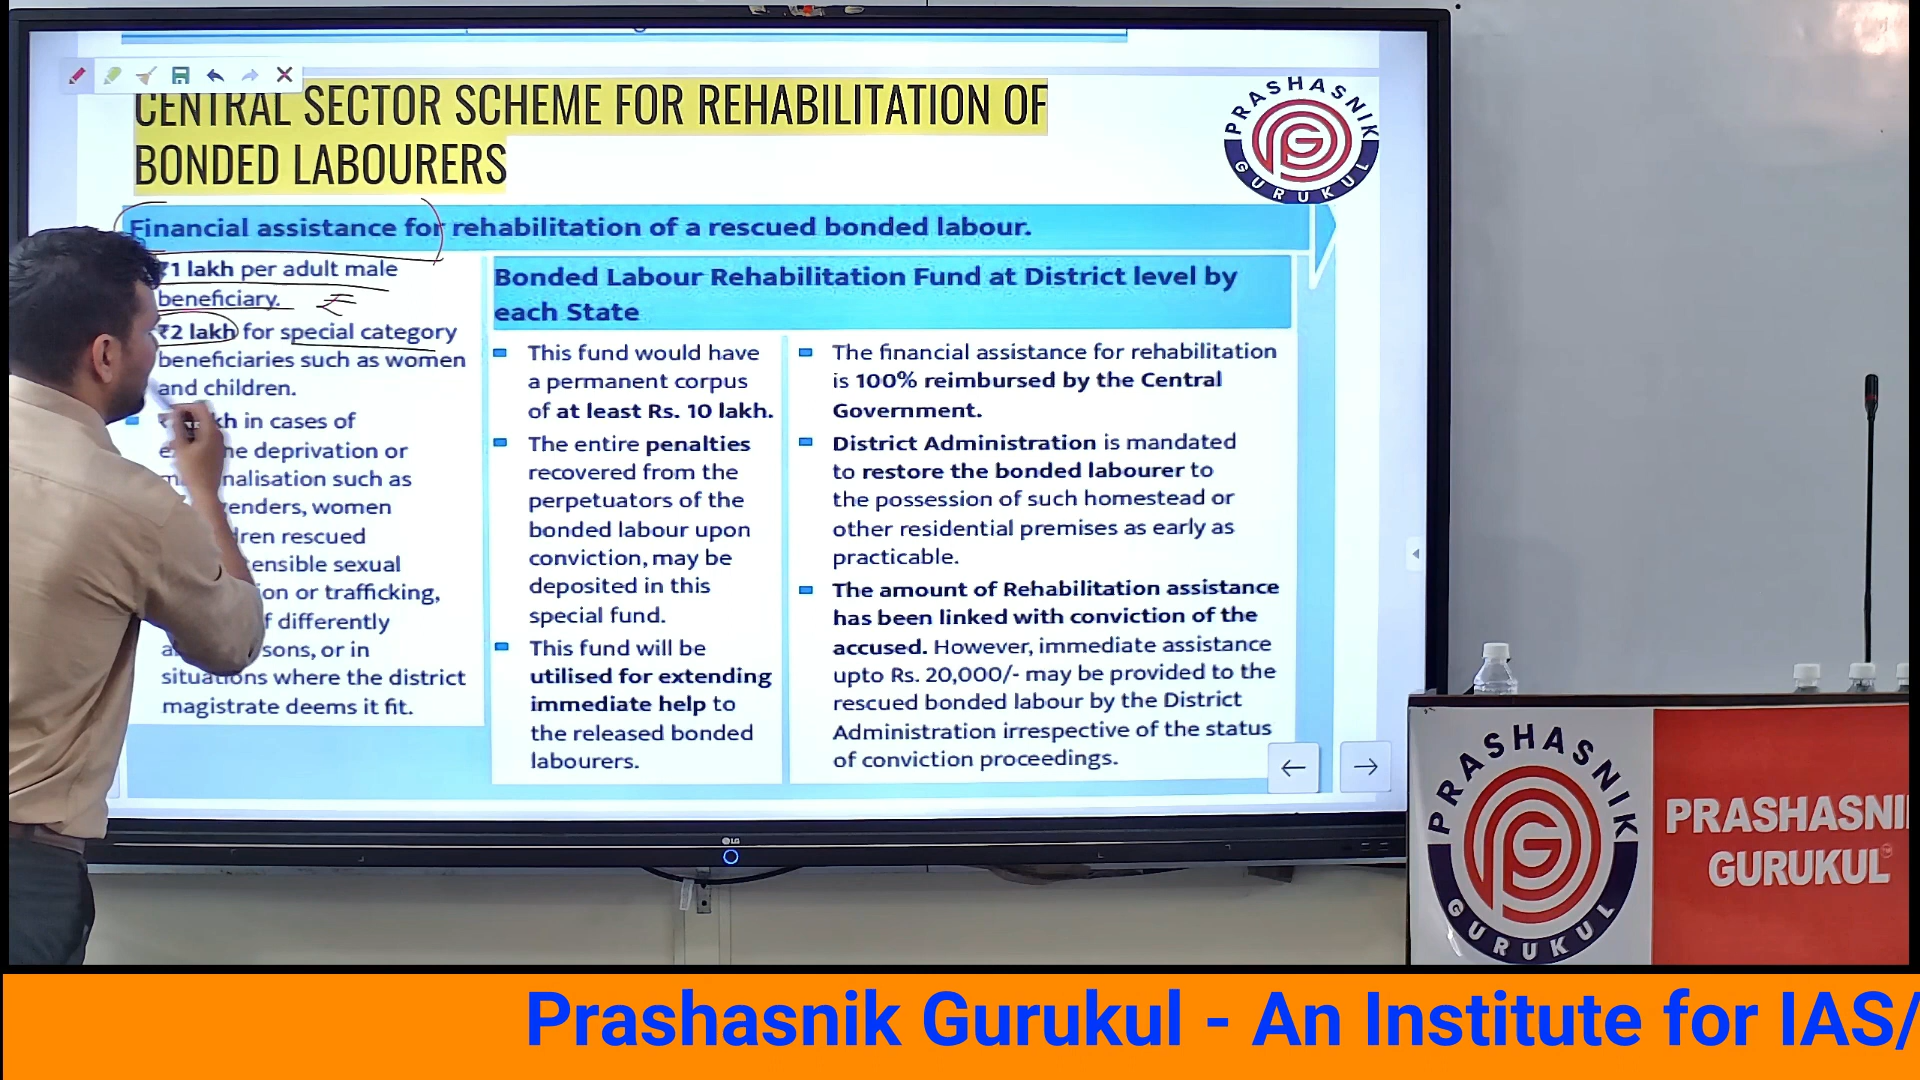 CENTRAL SECTOR SCHEME FOR REHABILITATION OF
BONDED LABOURERS
PRASHASNIK
GURUKUL
Financial assistance for rehabilitation of a rescued bonded labour.
₹1 lakh per adult male
beneficiary.
₹2 lakh for special category
beneficiaries such as women
and children.
in cases of
deprivation or
such as
women
rescued
sexual
or trafficking,
differently
or in
situations where the district
magistrate deems it fit.
Bonded Labour Rehabilitation Fund at District level by
each State
This fund would have
a permanent corpus
of at least Rs. 10 lakh.
The entire penalties
recovered from the
perpetuators of the
bonded labour upon
conviction, may be
deposited in this
special fund.
This fund will be
utilised for extending
immediate help to
the released bonded
labourers.
The financial assistance for rehabilitation
is 100% reimbursed by the Central
Government.
District Administration is mandated
to restore the bonded labourer to
the possession of such homestead or
other residential premises as early as
practicable.
The amount of Rehabilitation assistance
has been linked with conviction of the
accused. However, immediate assistance
upto Rs. 20,000/- may be provided to the
rescued bonded labour by the District
Administration irrespective of the status
of conviction proceedings.
LG
PRASHASNIK
GURUKUL
PRASHASNI
GURUKUL
Prashasnik Gurukul - An Institute for IAS/